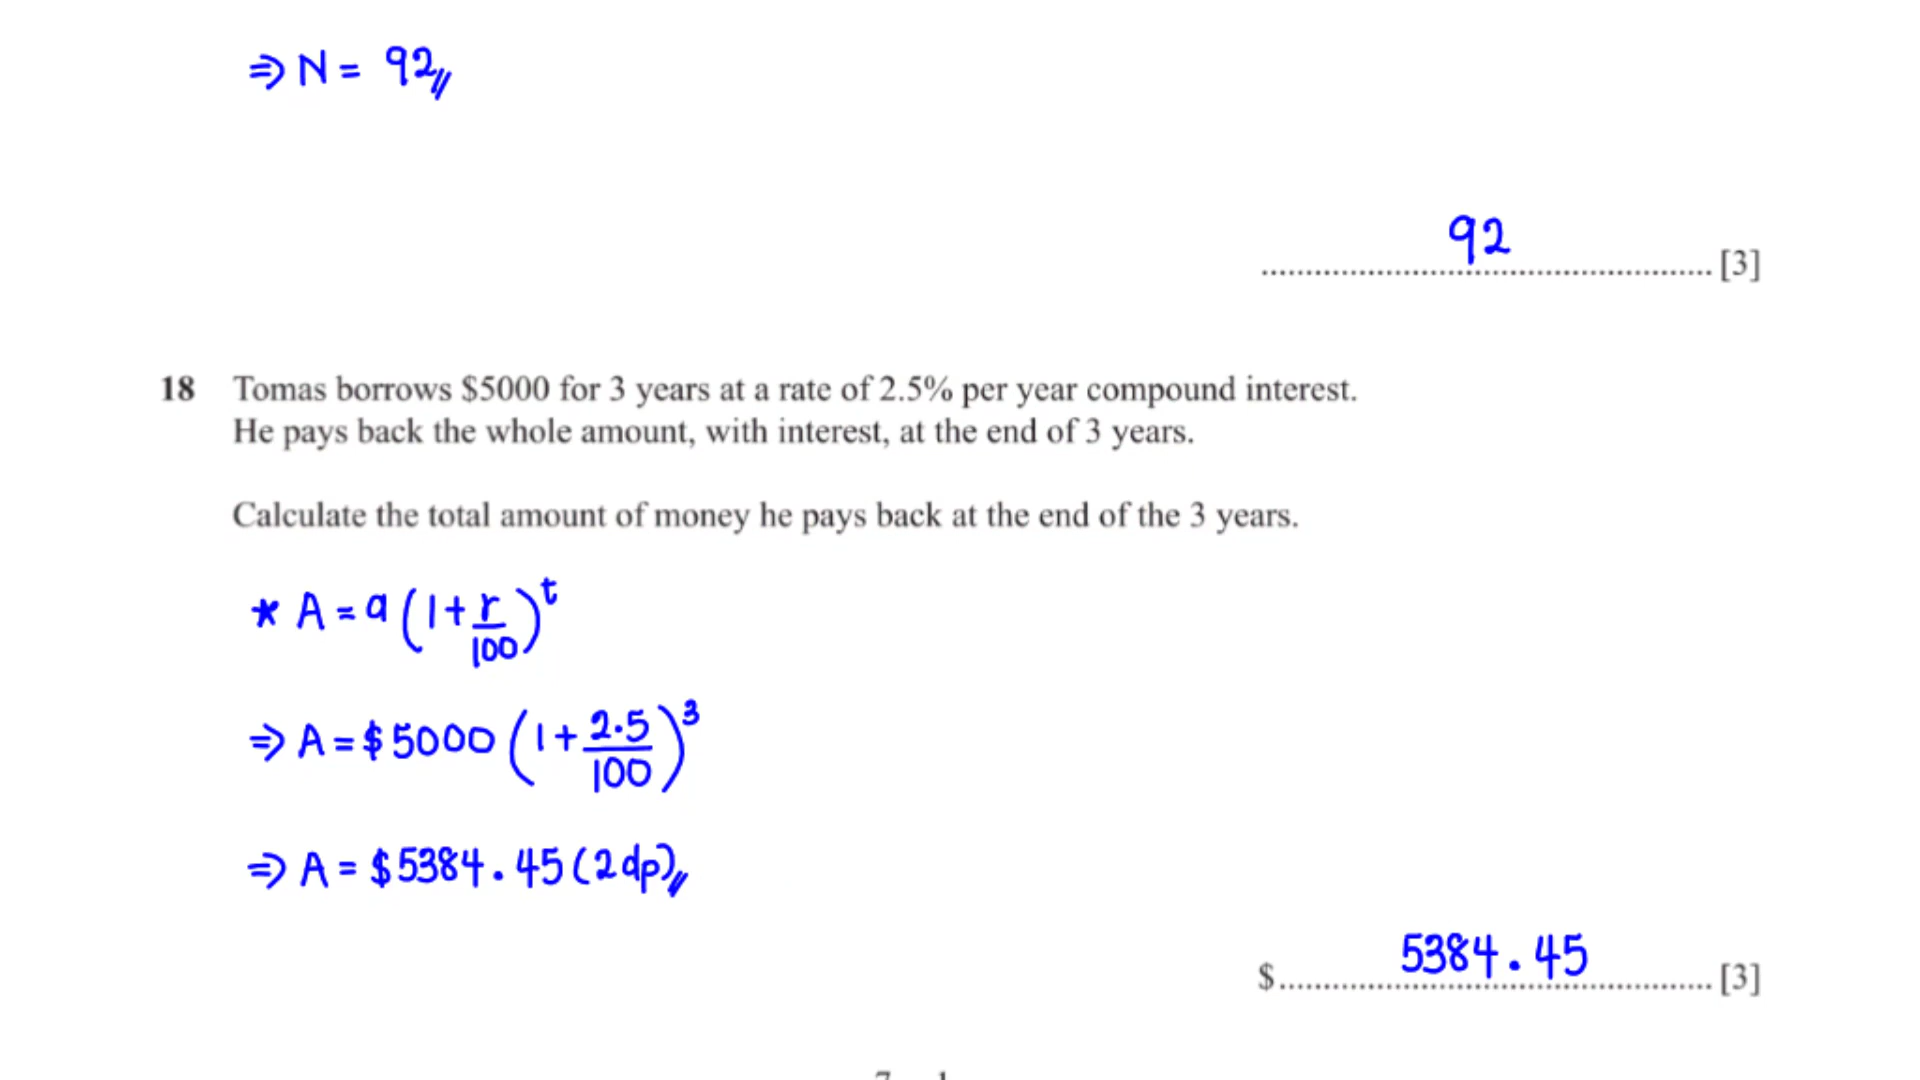 ⇒ N = 92//
92
[3]
18 Tomas borrows $5000 for 3 years at a rate of 2.5% per year compound interest.
He pays back the whole amount, with interest, at the end of 3 years.
Calculate the total amount of money he pays back at the end of the 3 years.
* A = a(1 + r/100)^t
⇒ A = $5000(1 + 2.5/100)^3
⇒ A = $5384.45 (2dp)//
5384.45
$ [3]